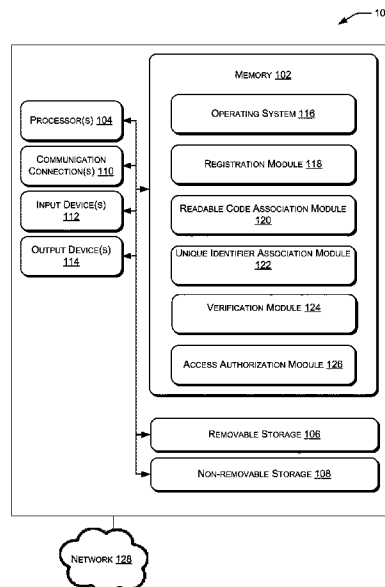 10
MEMORY 102
PROCESSOR(S) 104
COMMUNICATION
CONNECTION(S) 110
INPUT DEVICE(S)
112
OUTPUT DEVICE(S)
114
OPERATING SYSTEM 116
REGISTRATION MODULE 118
READABLE CODE ASSOCIATION MODULE
120
UNIQUE IDENTIFIER ASSOCIATION MODULE
122
VERIFICATION MODULE 124
ACCESS AUTHORIZATION MODULE 126
REMOVABLE STORAGE 106
NON-REMOVABLE STORAGE 108
NETWORK 128